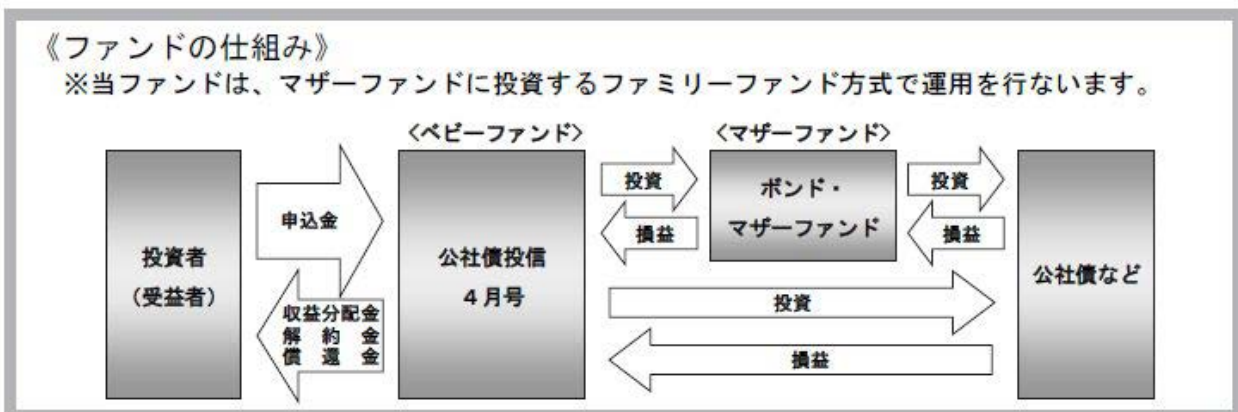 《ファンドの仕組み》
※当ファンドは、マザーファンドに投資するファミリーファンド方式で運用を行ないます。
〈ベビーファンド〉
〈マザーファンド〉
投資者
（受益者）
申込金
収益分配金
解約金
償還金
公社債投信
４月号
投資
損益
ボンド・
マザーファンド
投資
損益
投資
損益
公社債など